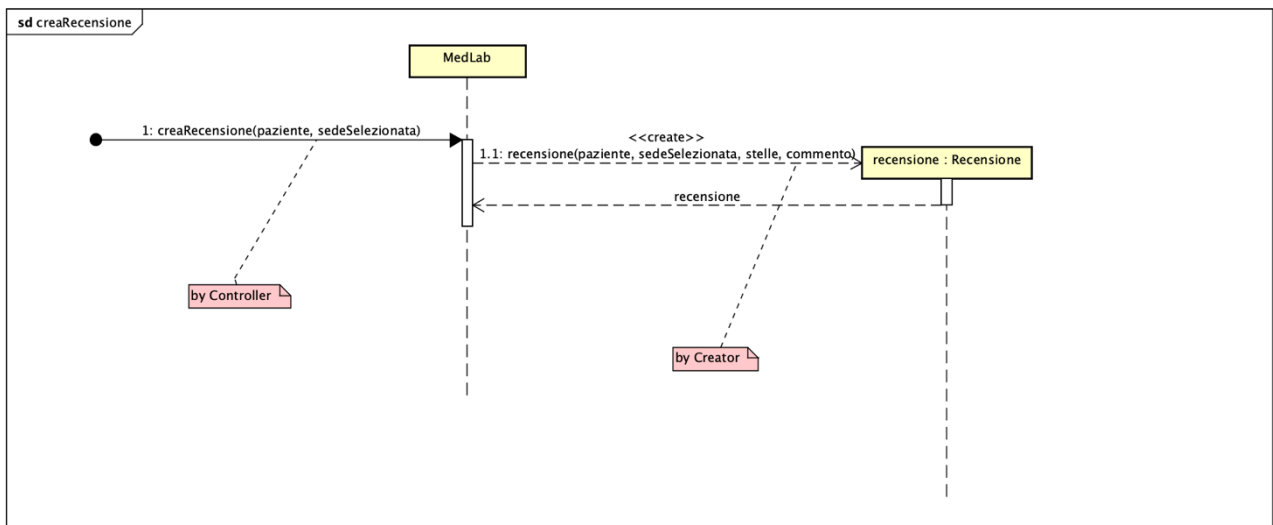 sd creaRecensione
MedLab
1: creaRecensione(paziente, sedeSelezionata)
<<create>>
1.1: recensione(paziente, sedeSelezionata, stelle, commento)
recensione : Recensione
recensione
by Controller
by Creator